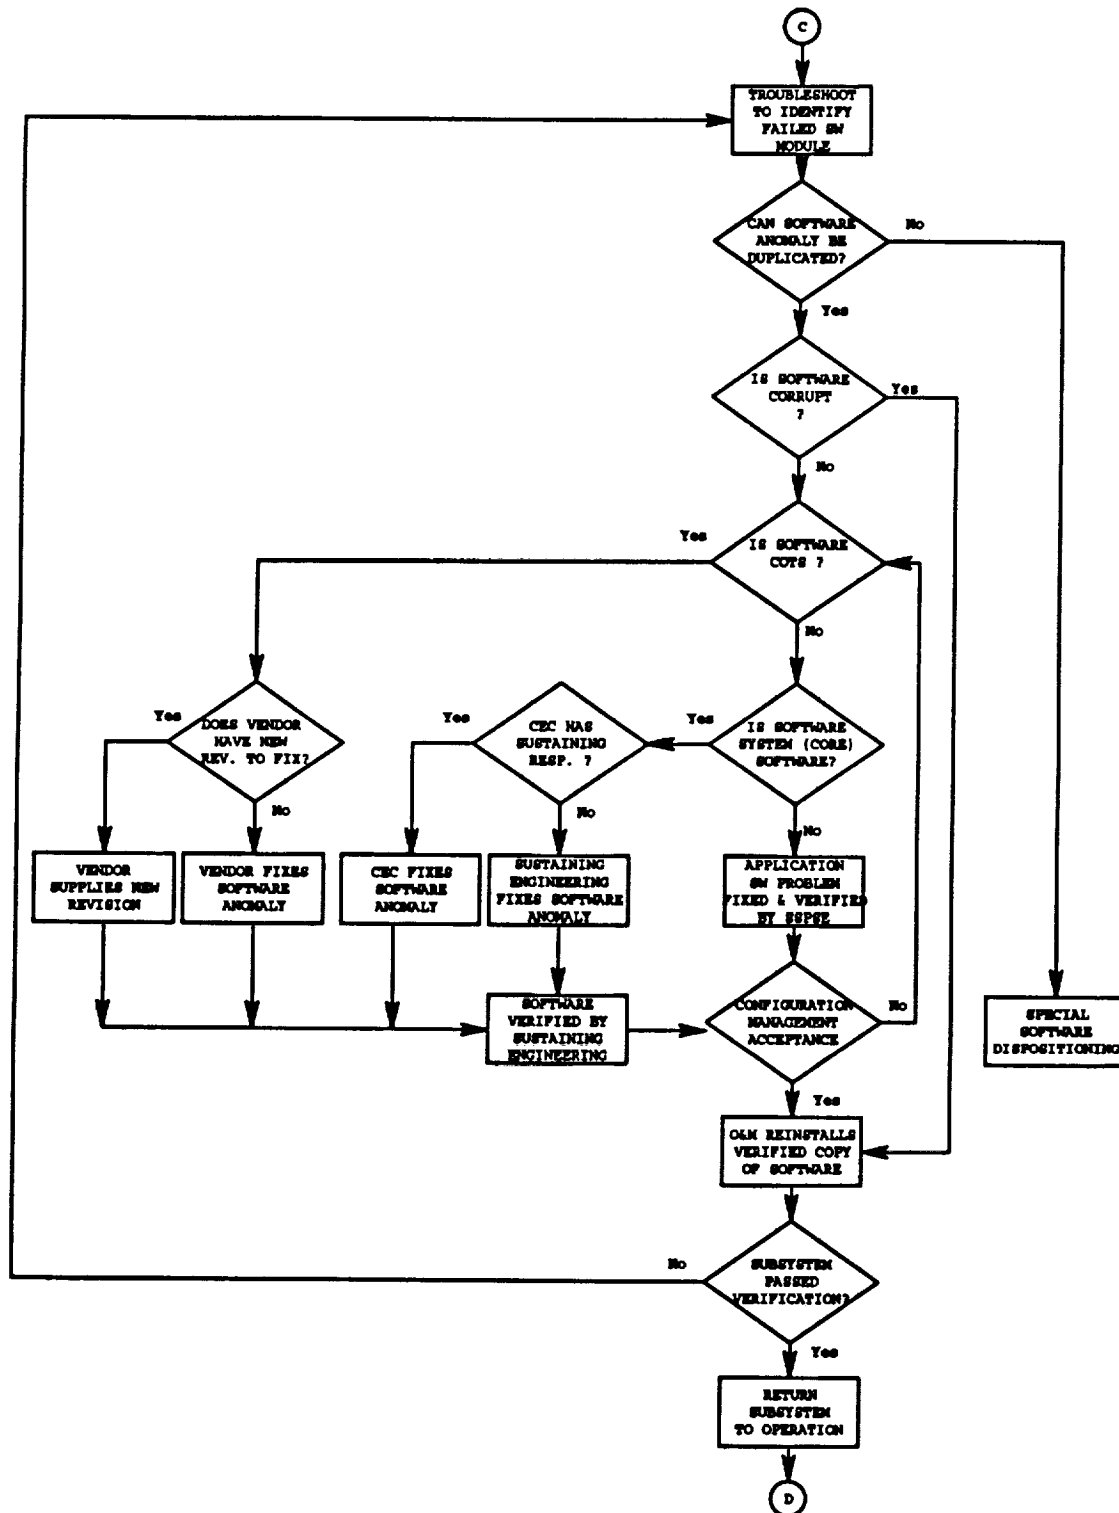 C
TROUBLESHOOT
TO IDENTIFY
FAILED SW
MODULE
CAN SOFTWARE
ANOMALY BE
DUPLICATED?
No
Yes
IS SOFTWARE
CORRUPT
?
Yes
No
IS SOFTWARE
COTS ?
Yes
No
DOES VENDOR
HAVE NEW
REV. TO FIX?
Yes
No
CEC HAS
SUSTAINING
RESP. ?
Yes
No
IS SOFTWARE
SYSTEM (CORE)
SOFTWARE?
Yes
No
VENDOR
SUPPLIES NEW
REVISION
VENDOR FIXES
SOFTWARE
ANOMALY
CEC FIXES
SOFTWARE
ANOMALY
SUSTAINING
ENGINEERING
FIXES SOFTWARE
ANOMALY
APPLICATION
SW PROBLEM
FIXED & VERIFIED
BY SSPSE
SOFTWARE
VERIFIED BY
SUSTAINING
ENGINEERING
CONFIGURATION
MANAGEMENT
ACCEPTANCE
No
Yes
SPECIAL
SOFTWARE
DISPOSITIONING
O&M REINSTALLS
VERIFIED COPY
OF SOFTWARE
SUBSYSTEM
PASSED
VERIFICATION?
No
Yes
RETURN
SUBSYSTEM
TO OPERATION
D